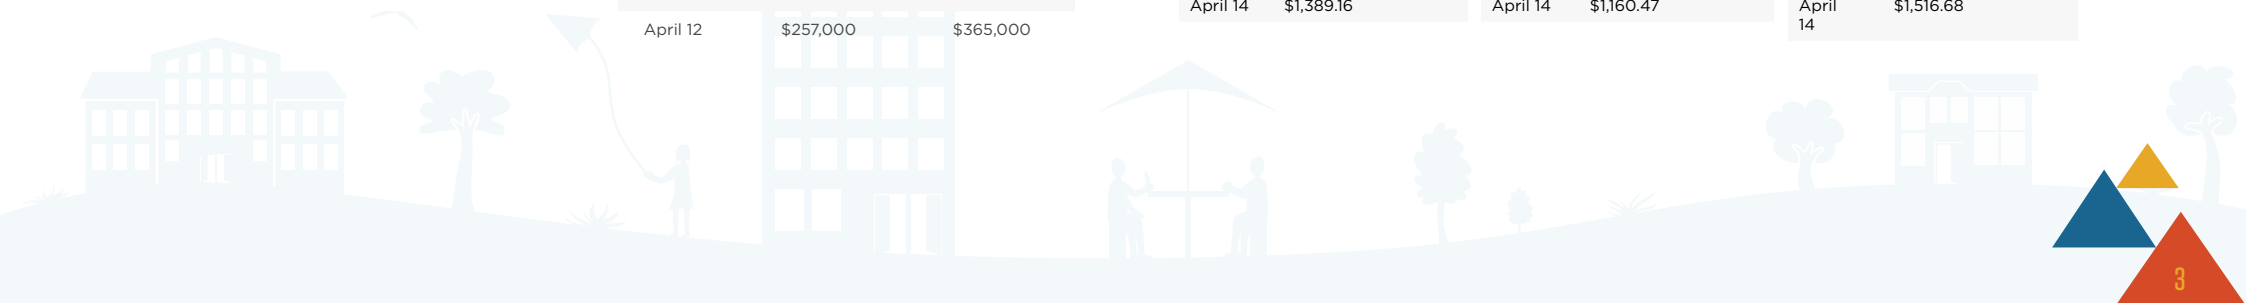 April 14 $1,389.16 April 14 $1,160.47 April $1,516.68
14
April 12 $257,000 $365,000
3